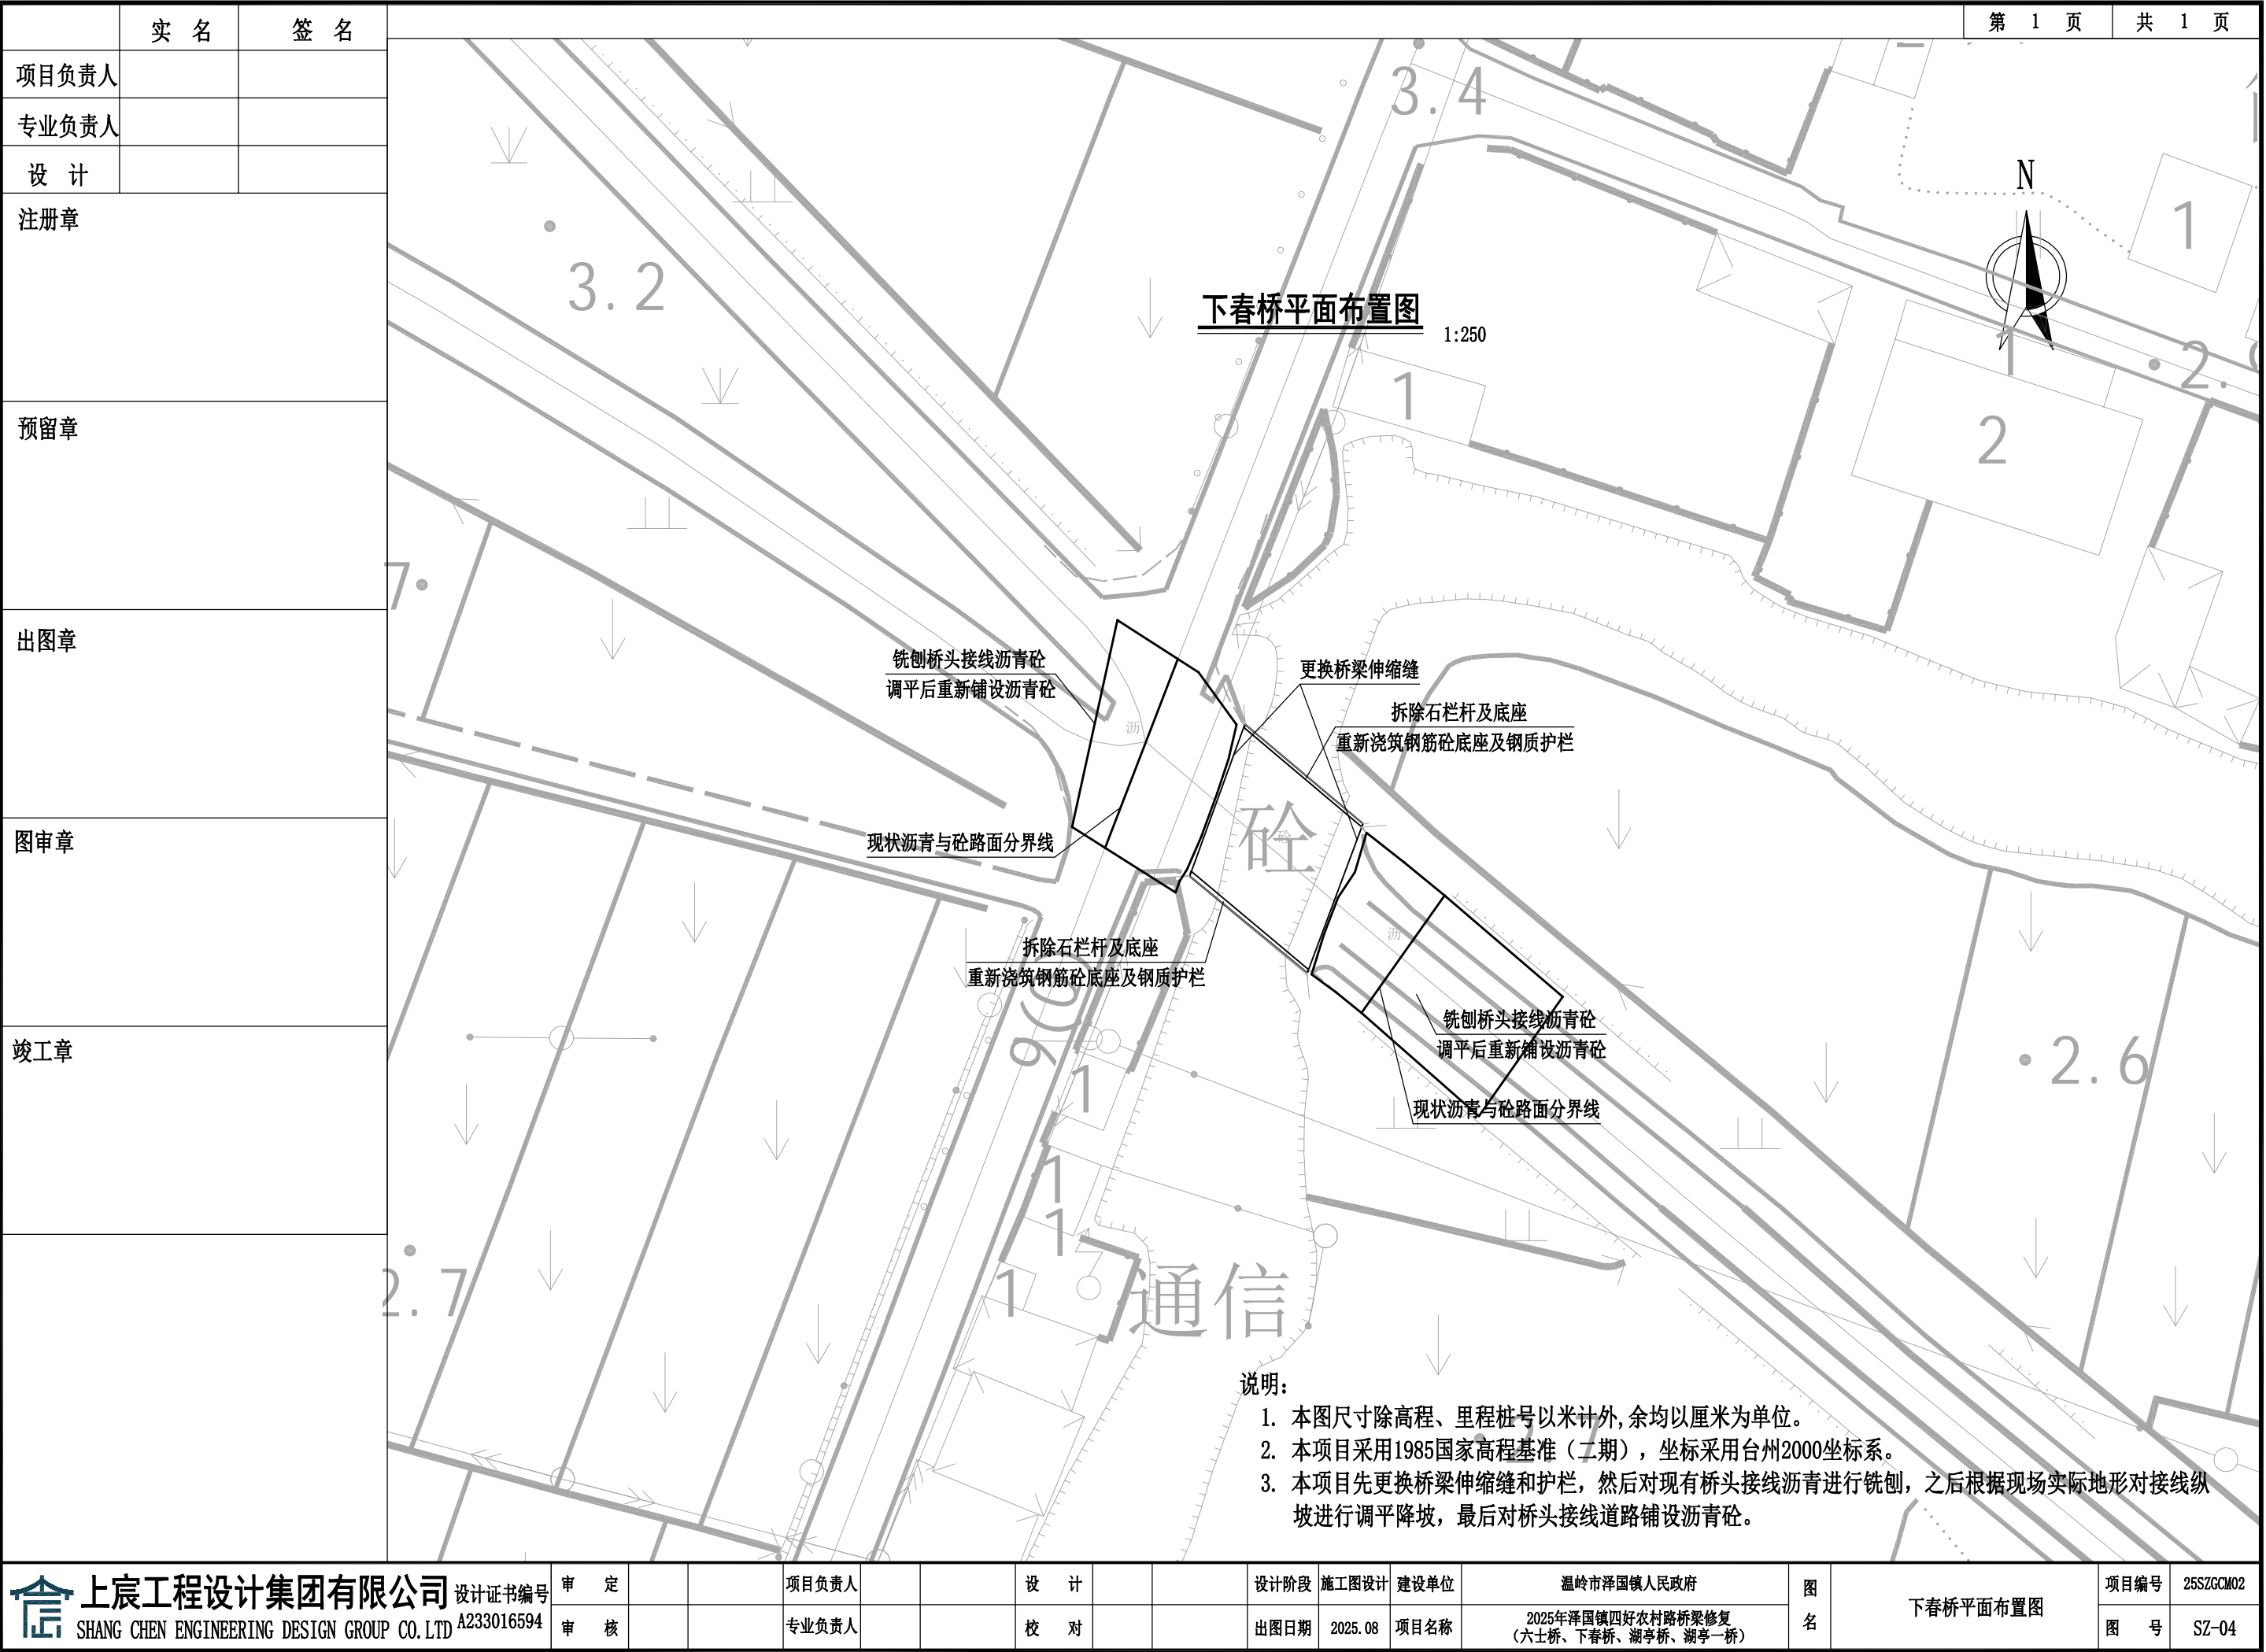 实 名 签 名
项目负责人
专业负责人
设 计
注册章
预留章
出图章
图审章
竣工章
第 1 页 共 1 页
3.4
N
3.2
1
下春桥平面布置图
1:250
1
1
2
7
铣刨桥头接线沥青砼
调平后重新铺设沥青砼
更换桥梁伸缩缝
拆除石栏杆及底座
重新浇筑钢筋砼底座及钢质护栏
沥
砼
砼
现状沥青与砼路面分界线
沥
拆除石栏杆及底座
重新浇筑钢筋砼底座及钢质护栏
铣刨桥头接线沥青砼
调平后重新铺设沥青砼
2.6
1
现状沥青与砼路面分界线
1
1
1
2.7
通信
说明:
1. 本图尺寸除高程、里程桩号以米计外,余均以厘米为单位。
2.7
2. 本项目采用1985国家高程基准（二期），坐标采用台州2000坐标系。
3. 本项目先更换桥梁伸缩缝和护栏，然后对现有桥头接线沥青进行铣刨，之后根据现场实际地形对接线纵
坡进行调平降坡，最后对桥头接线道路铺设沥青砼。
上宸工程设计集团有限公司
SHANG CHEN ENGINEERING DESIGN GROUP CO.LTD
设计证书编号
A233016594
审 定
审 核
项目负责人
专业负责人
设 计
校 对
设计阶段 施工图设计
出图日期 2025.08
建设单位 温岭市泽国镇人民政府
项目名称 2025年泽国镇四好农村路桥梁修复
（六士桥、下春桥、湖亭桥、湖亭一桥）
图名
下春桥平面布置图
项目编号 25SZGCM02
图 号 SZ-04